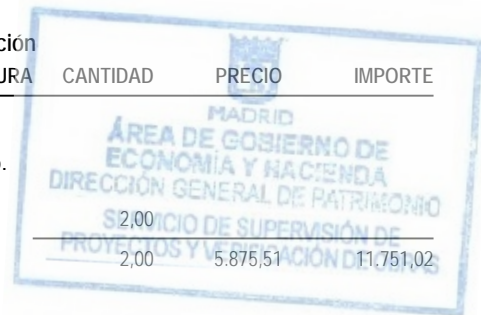 ción
URA CANTIDAD PRECIO IMPORTE
MADRID
ÁREA DE GOBIERNO DE
ECONOMÍA Y HACIENDA
o.
DIRECCIÓN GENERAL DE PATRIMONIO
2,00
SERVICIO DE SUPERVISIÓN DE
PROYECTOS Y VERIFICACIÓN DE OBRAS
2,00 5.875,51 11.751,02